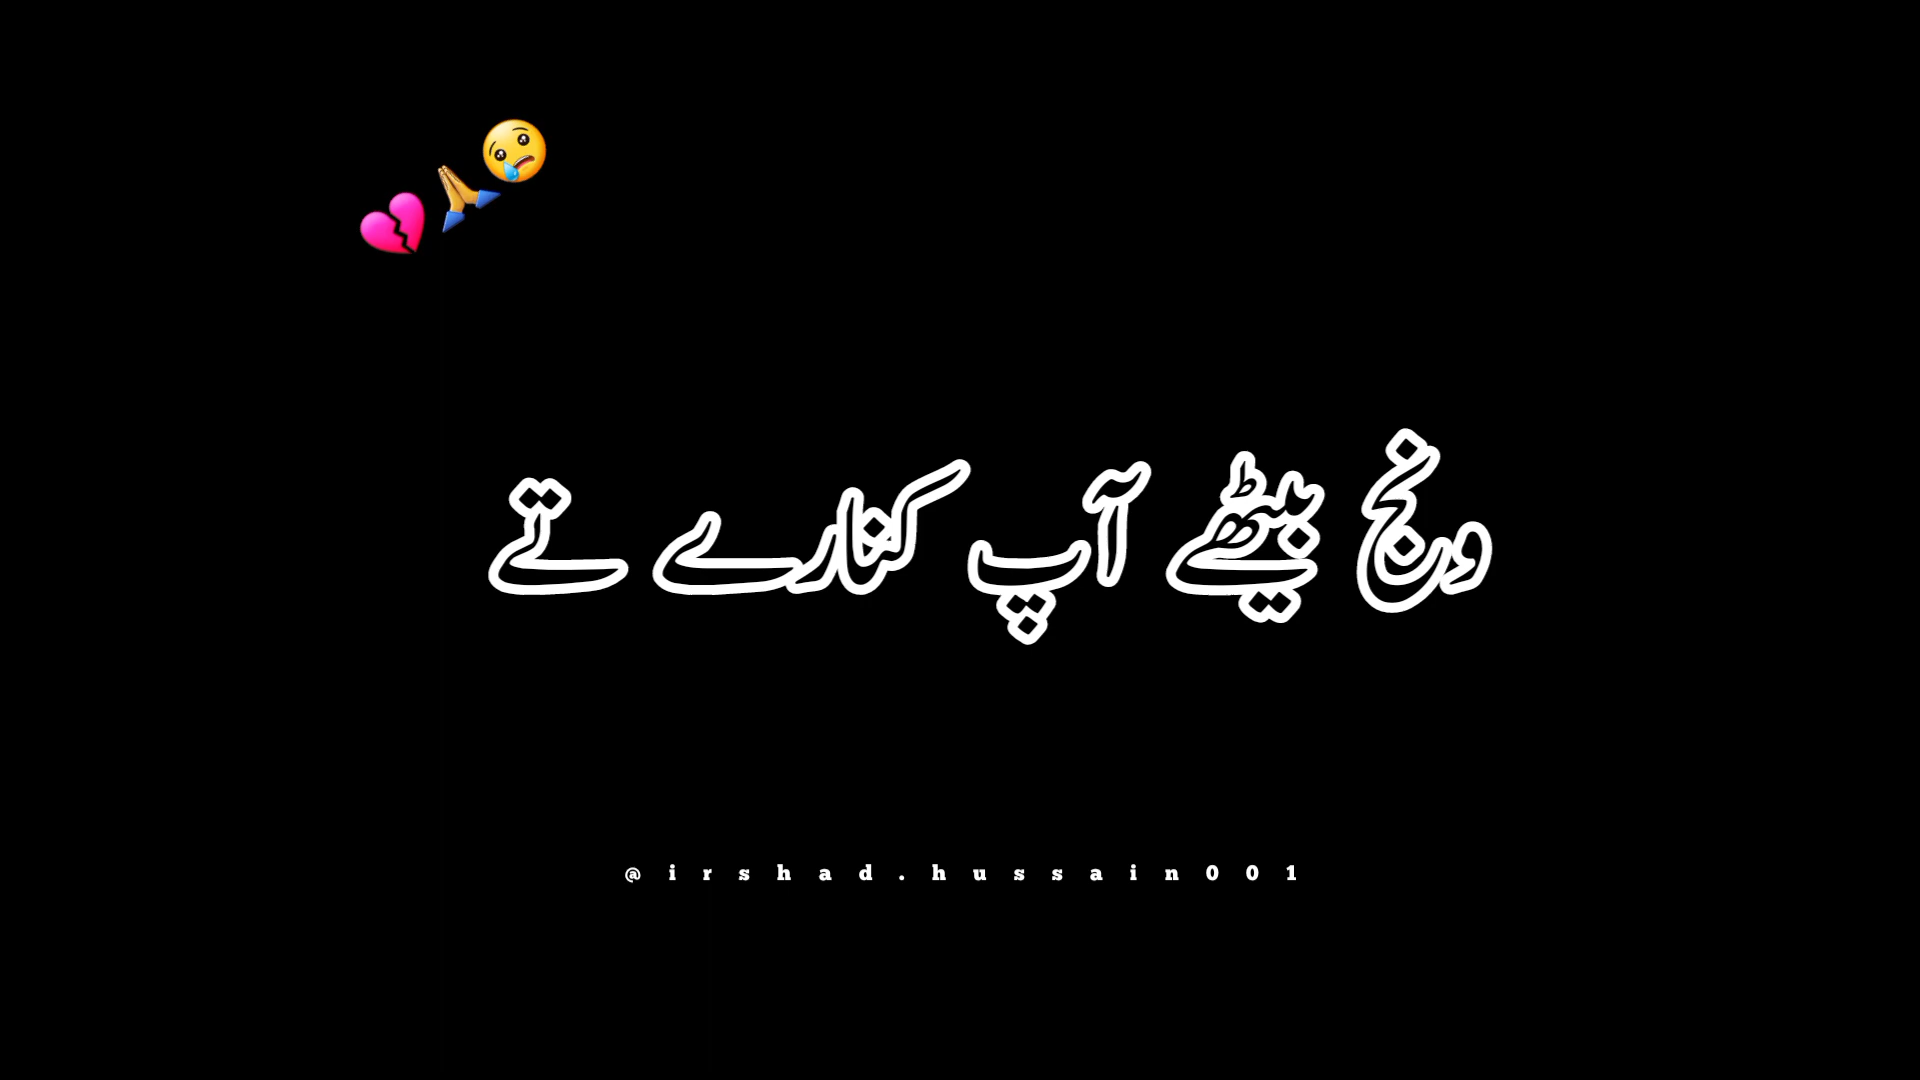 💔🙏😢
ونج بیٹھے آپ کنارے تے
@irshad.hussain001